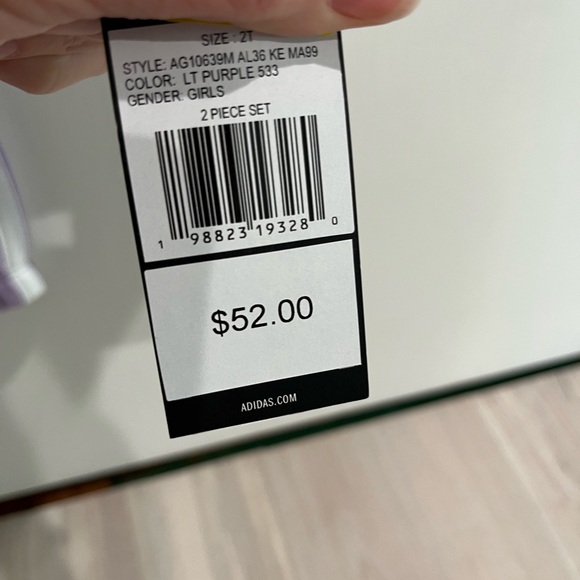 SIZE : 2T
STYLE: AG10639M AL36 KE MA99
COLOR: LT PURPLE 533
GENDER: GIRLS
2 PIECE SET
1 98823 19328 0
$52.00
ADIDAS.COM